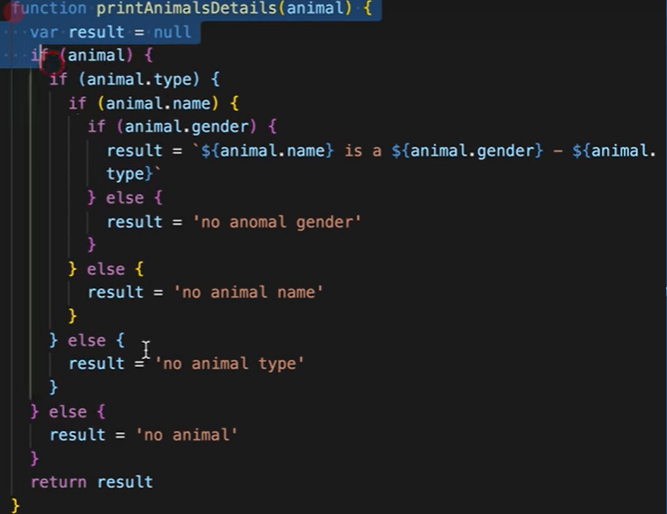 function printAnimalsDetails(animal) {
var result = null
if (animal) {
if (animal.type) {
if (animal.name) {
if (animal.gender) {
result = `${animal.name} is a ${animal.gender} - ${animal.
type}`
} else {
result = 'no anomal gender'
}
} else {
result = 'no animal name'
}
} else {
result = 'no animal type'
}
} else {
result = 'no animal'
}
return result
}